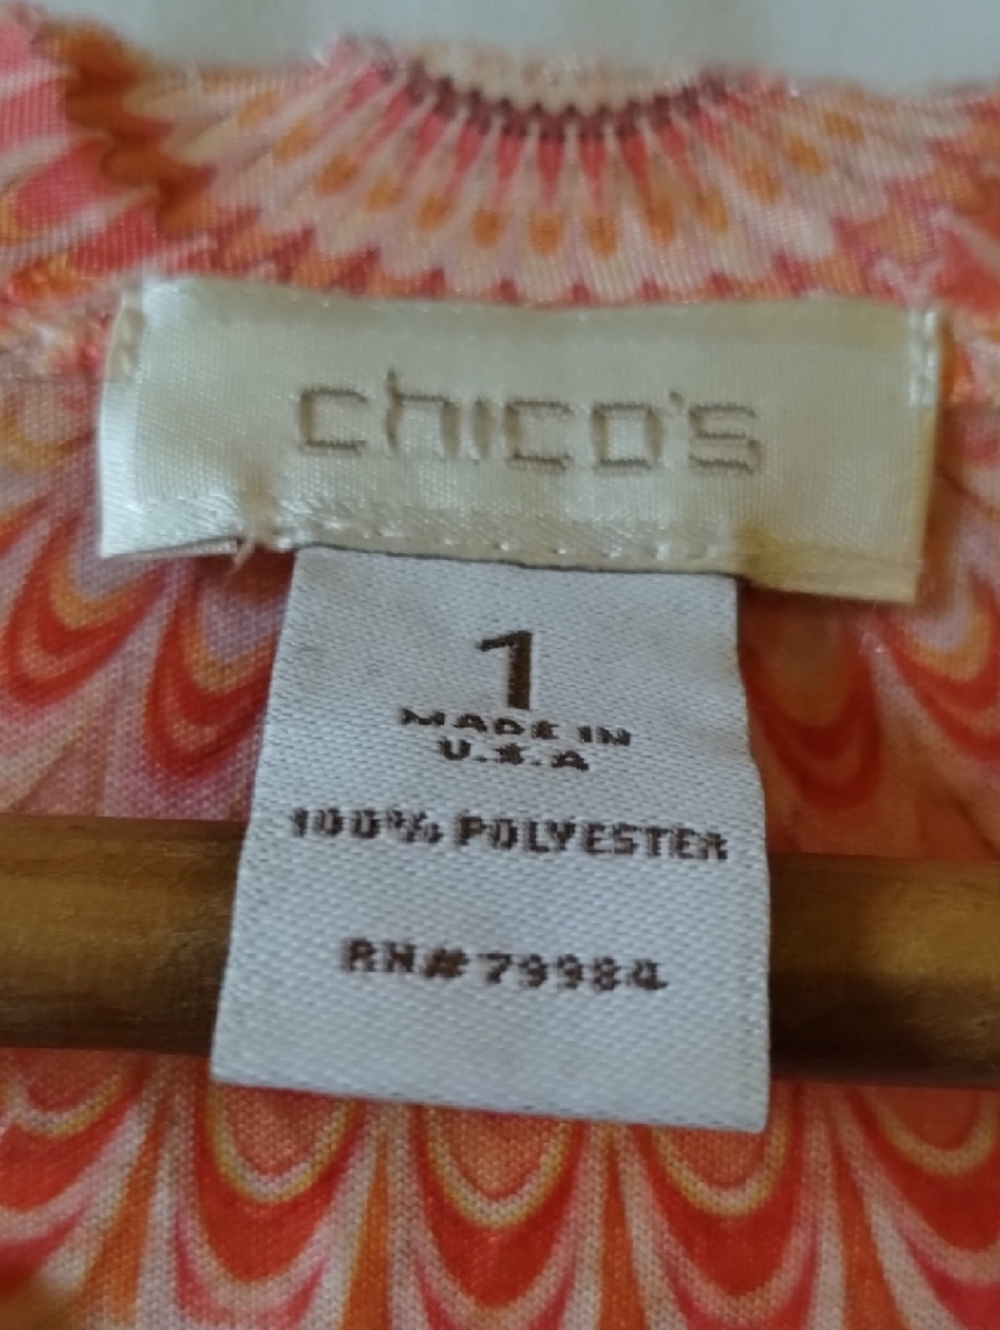 chico's
1
MADE IN
U.S.A
100% POLYESTER
RN# 79984